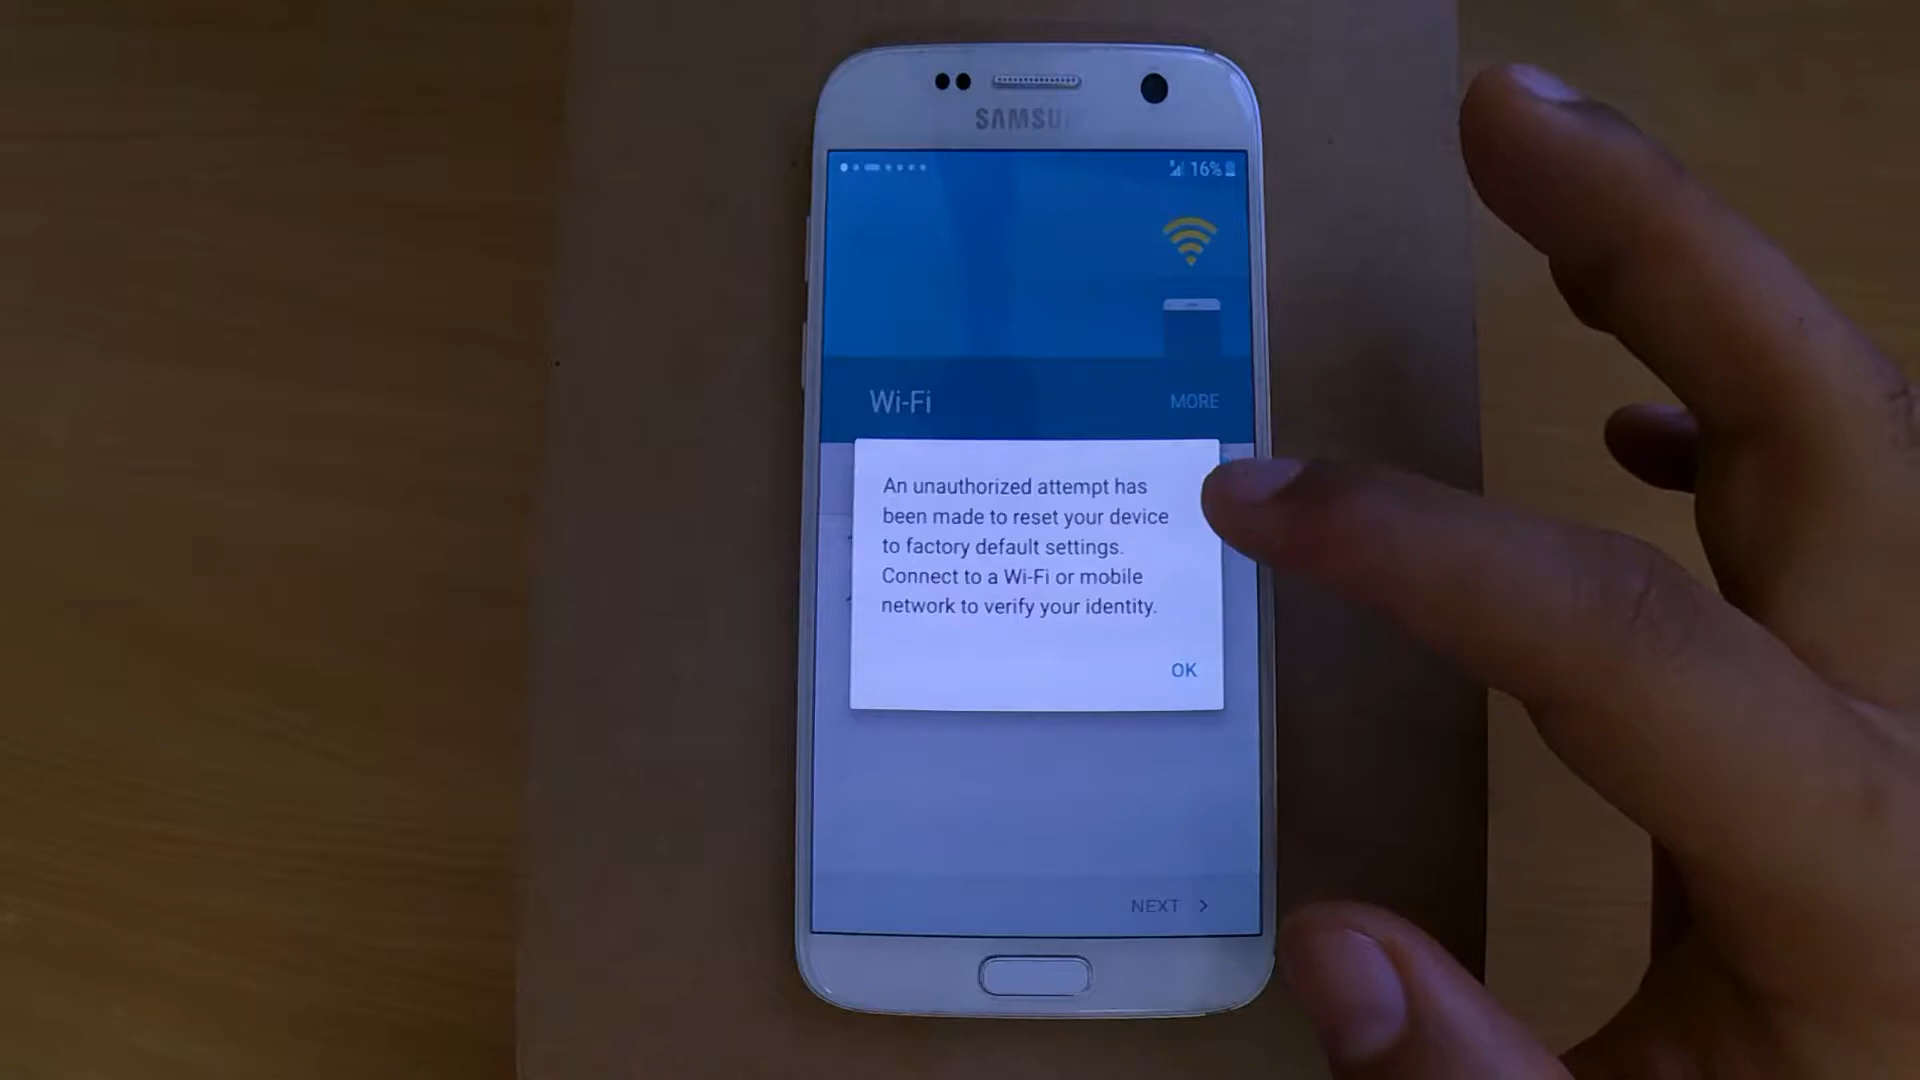 SAMSU
16%
Wi-Fi
MORE
An unauthorized attempt has
been made to reset your device
to factory default settings.
Connect to a Wi-Fi or mobile
network to verify your identity.
OK
NEXT >